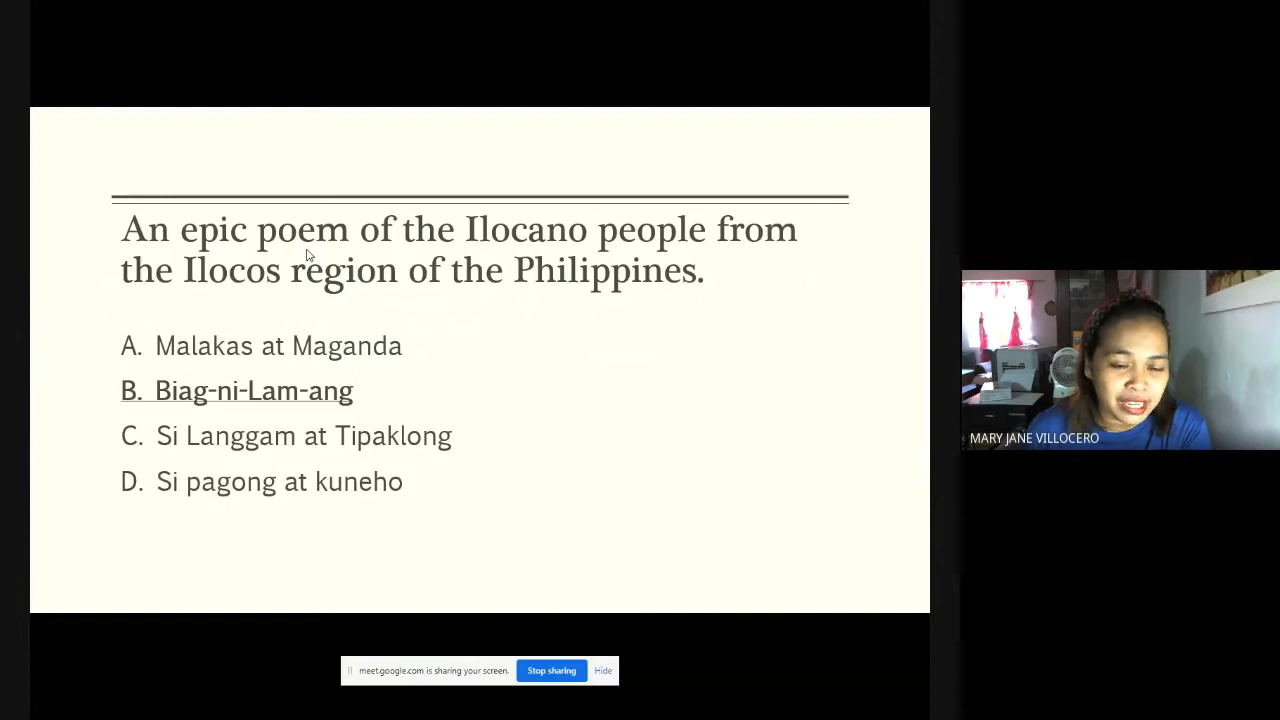 An epic poem of the Ilocano people from
the Ilocos region of the Philippines.
A. Malakas at Maganda
B. Biag-ni-Lam-ang
C. Si Langgam at Tipaklong
D. Si pagong at kuneho
MARY JANE VILLOCERO
meet.google.com is sharing your screen. Stop sharing Hide